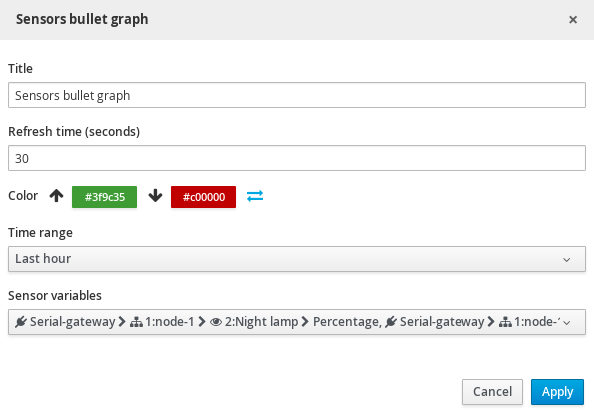 Sensors bullet graph ×
Title
Sensors bullet graph
Refresh time (seconds)
30
Color #3f9c35 #c00000
Time range
Last hour
Sensor variables
Serial-gateway 1:node-1 2:Night lamp Percentage, Serial-gateway 1:node-
Cancel Apply